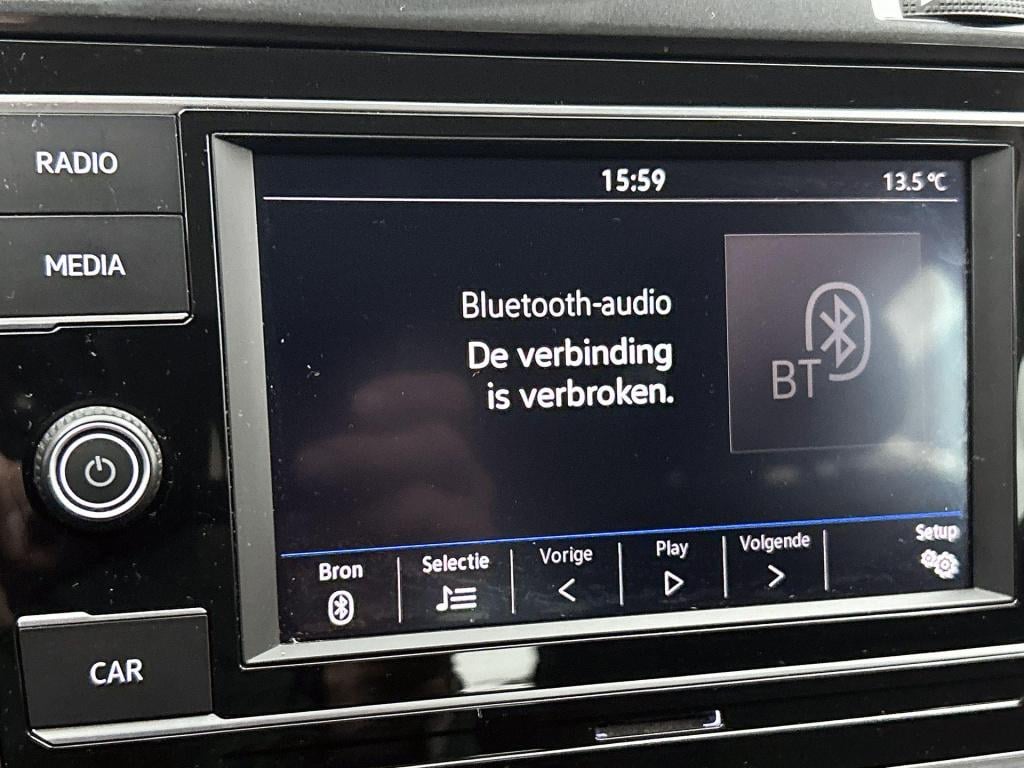 RADIO
MEDIA
CAR
15:59
13.5 °C
Bluetooth-audio
De verbinding
is verbroken.
BT
Bron
Selectie
Vorige
Play
Volgende
Setup